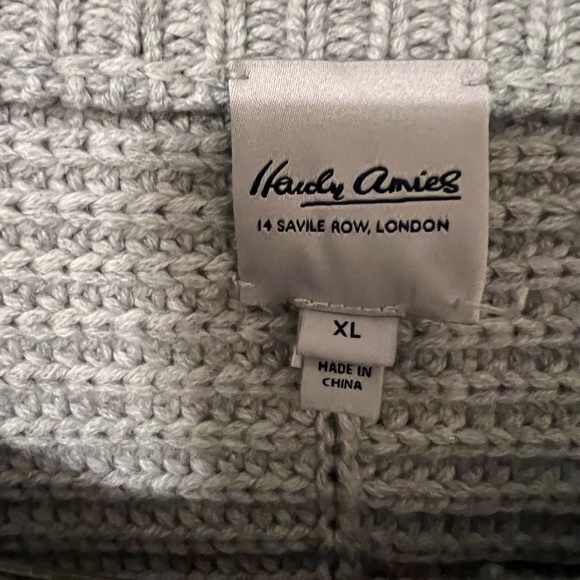 Hardy Amies
14 SAVILE ROW, LONDON
XL
MADE IN
CHINA